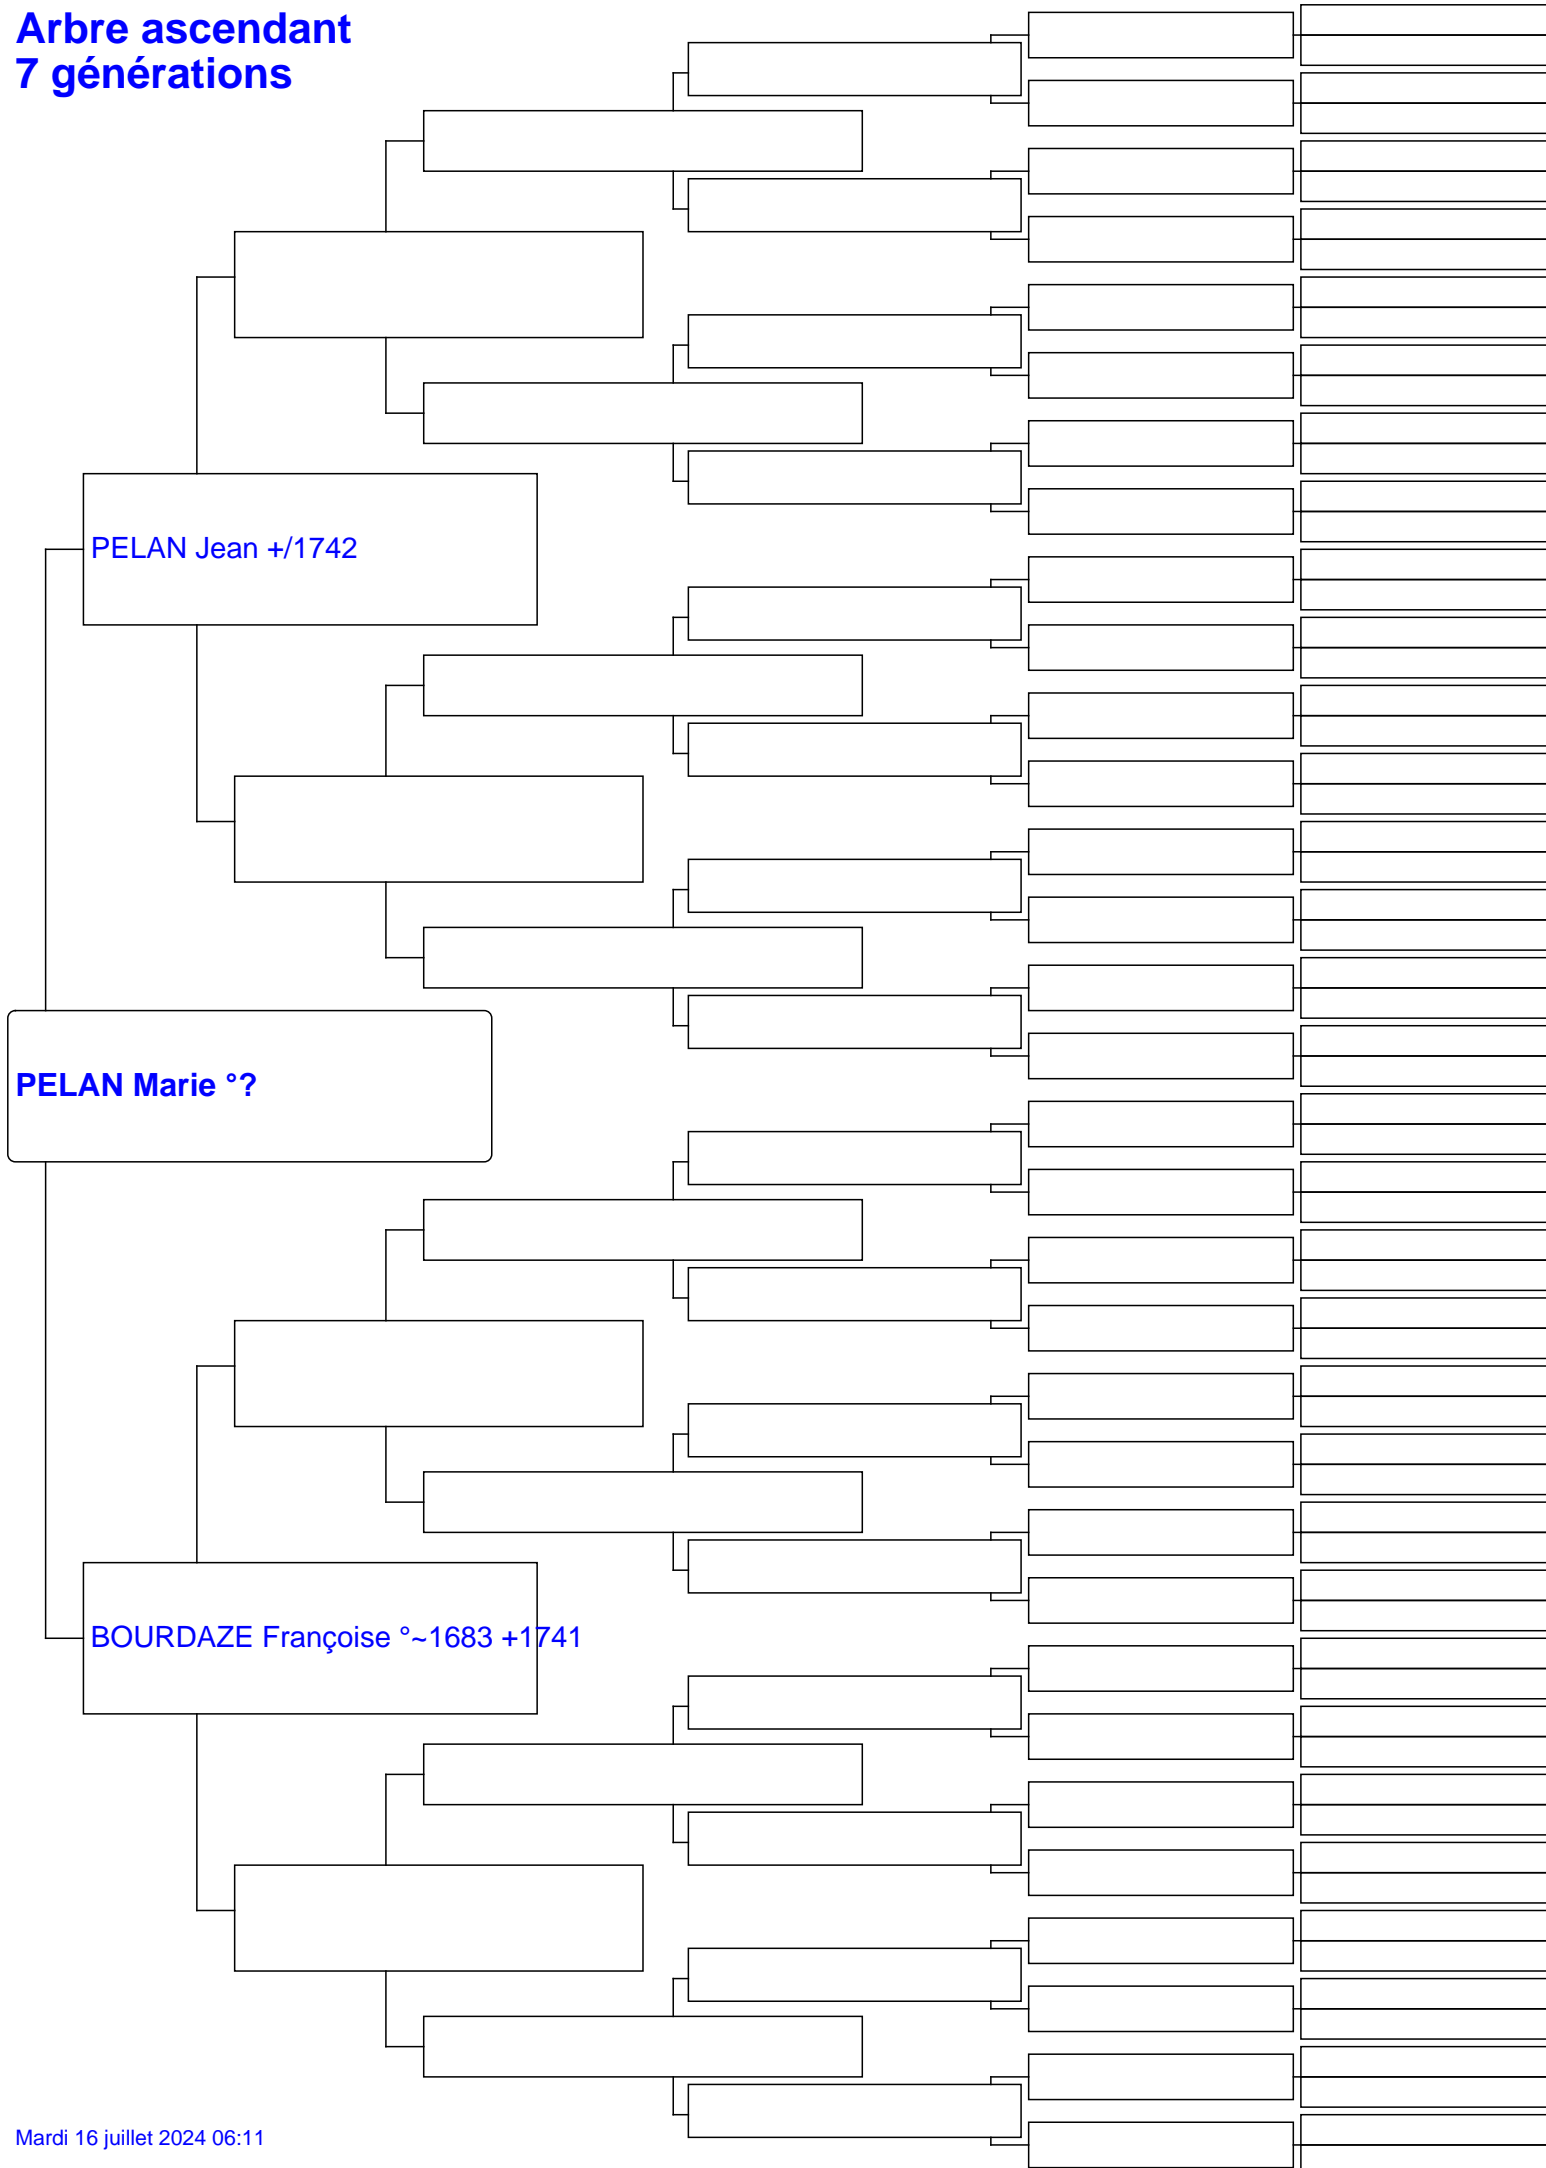 Arbre ascendant
7 générations
PELAN Jean +/1742
PELAN Marie °?
BOURDAZE Françoise °~1683 +1741
Mardi 16 juillet 2024 06:11